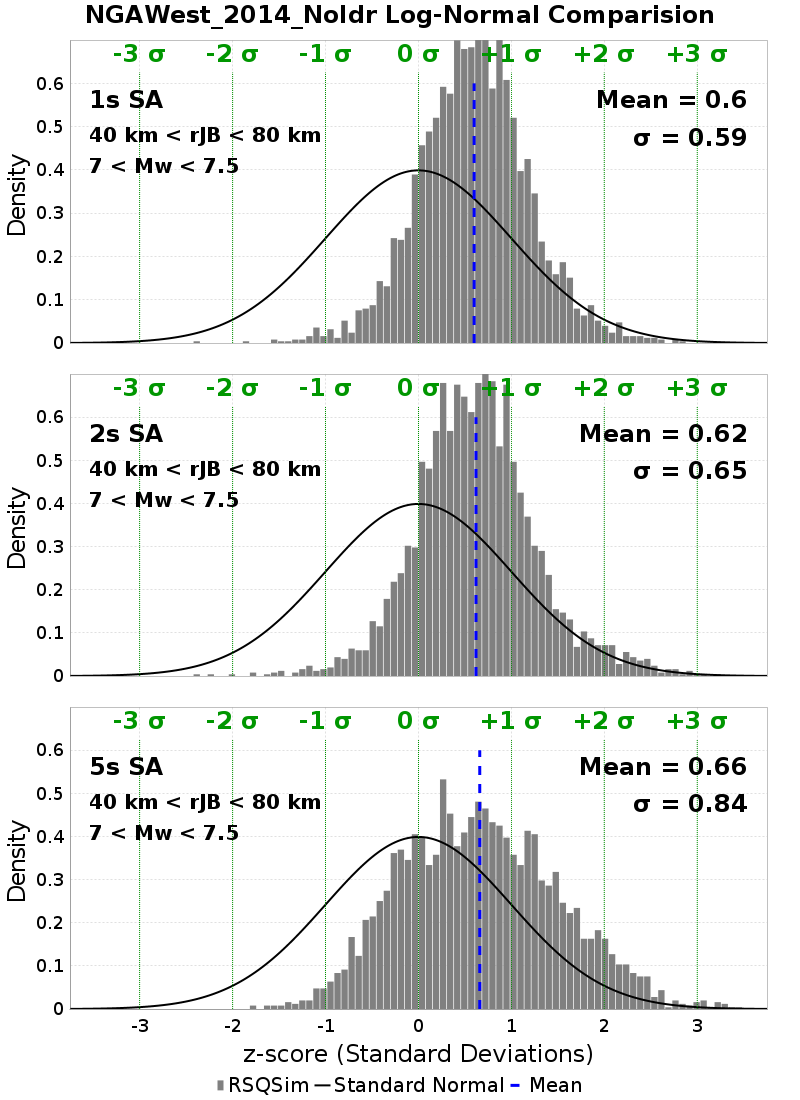 NGAWest_2014_NoIdr Log-Normal Comparision
-3 σ -2 σ -1 σ 0 σ +1 σ +2 σ +3 σ
0.6
0.5
0.4
0.3
0.2
0.1
0
Density
1s SA
40 km < rJB < 80 km
7 < Mw < 7.5
Mean = 0.6
σ = 0.59
-3 σ -2 σ -1 σ 0 σ +1 σ +2 σ +3 σ
0.6
0.5
0.4
0.3
0.2
0.1
0
Density
2s SA
40 km < rJB < 80 km
7 < Mw < 7.5
Mean = 0.62
σ = 0.65
-3 σ -2 σ -1 σ 0 σ +1 σ +2 σ +3 σ
0.6
0.5
0.4
0.3
0.2
0.1
0
Density
5s SA
40 km < rJB < 80 km
7 < Mw < 7.5
Mean = 0.66
σ = 0.84
-3 -2 -1 0 1 2 3
z-score (Standard Deviations)
RSQSim Standard Normal Mean